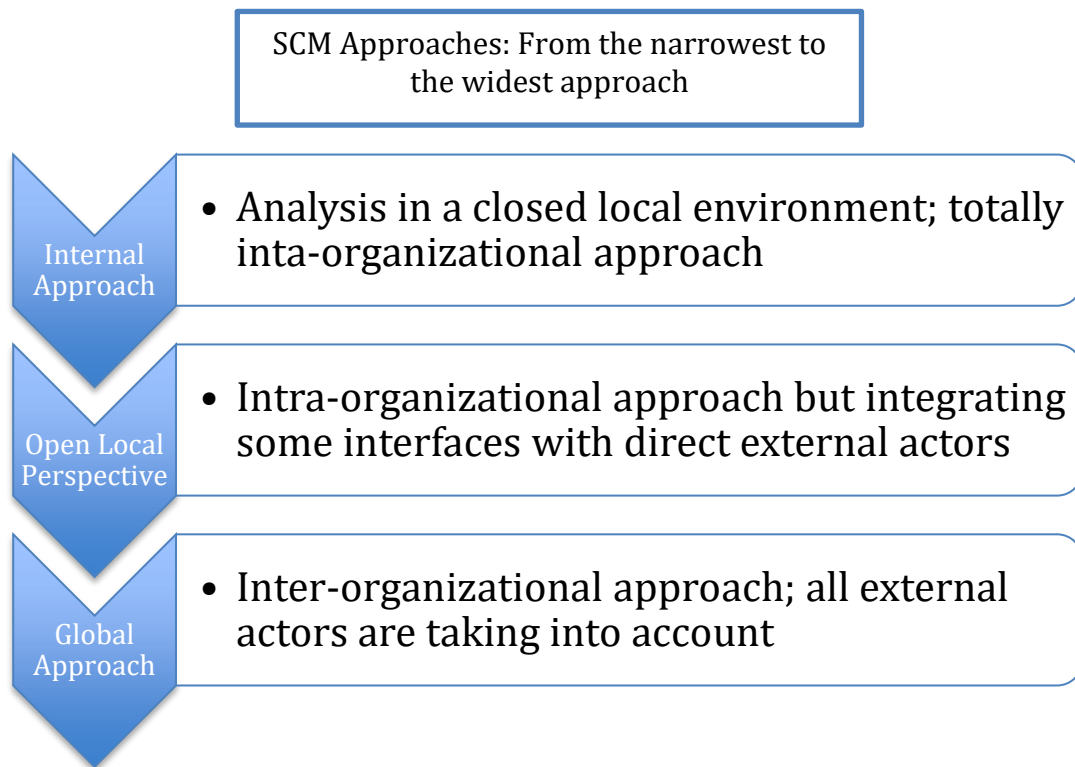 SCM Approaches: From the narrowest to
the widest approach
Internal
Approach
• Analysis in a closed local environment; totally
inta-organizational approach
Open Local
Perspective
• Intra-organizational approach but integrating
some interfaces with direct external actors
Global
Approach
• Inter-organizational approach; all external
actors are taking into account